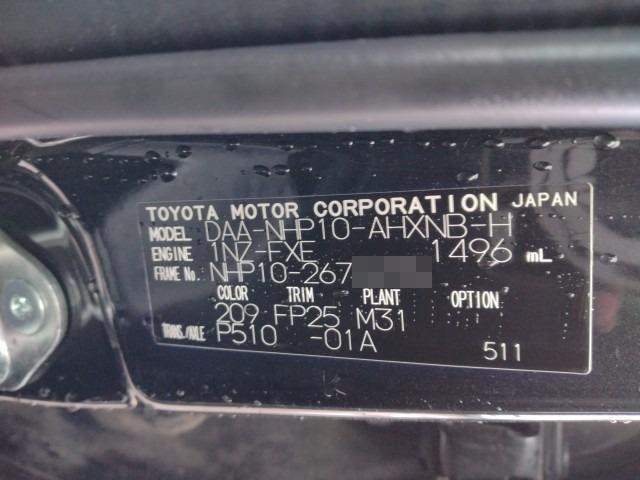 TOYOTA MOTOR CORPORATION JAPAN
MODEL DAA-NHP10-AHXNB-H
ENGINE 1NZ-FXE 1496 mL
FRAME No. NHP10-267
COLOR TRIM PLANT OPTION
209 FP25 M31
TRANS./AXLE P510 -01A
511